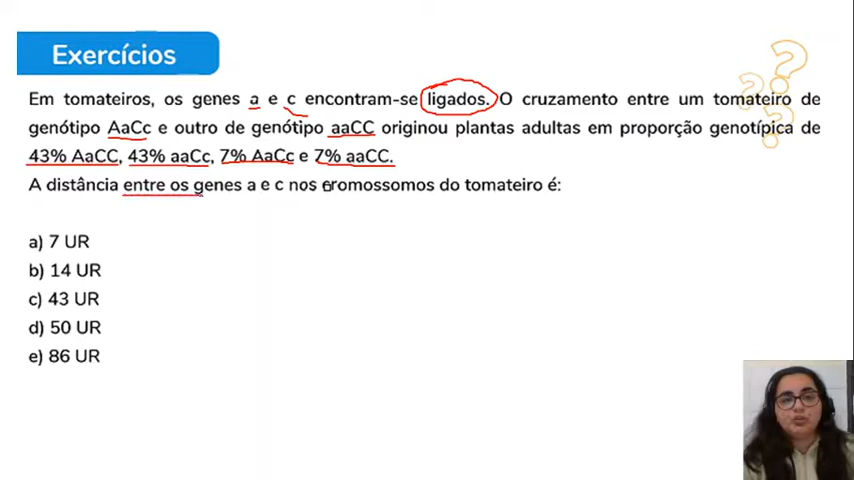 Exercícios
Em tomateiros, os genes a e c encontram-se ligados. O cruzamento entre um tomateiro de
genótipo AaCc e outro de genótipo aaCC originou plantas adultas em proporção genotípica de
43% AaCC, 43% aaCc, 7% AaCc e 7% aaCC.
A distância entre os genes a e c nos cromossomos do tomateiro é:
a) 7 UR
b) 14 UR
c) 43 UR
d) 50 UR
e) 86 UR